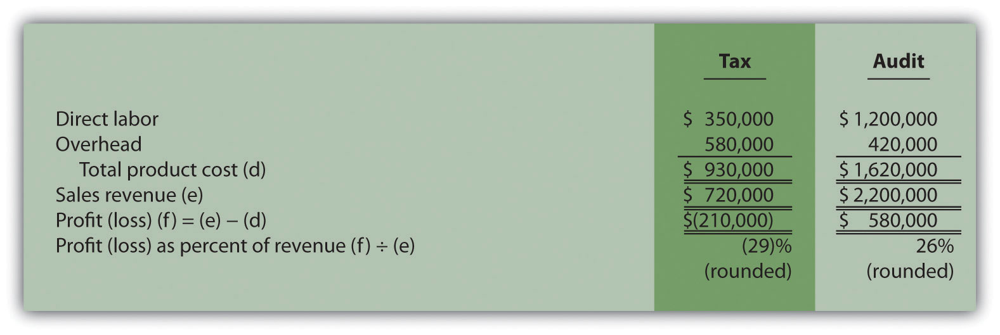 Tax Audit
Direct labor $ 350,000 $ 1,200,000
Overhead 580,000 420,000
Total product cost (d) $ 930,000 $ 1,620,000
Sales revenue (e) $ 720,000 $ 2,200,000
Profit (loss) (f) = (e) − (d) $(210,000) $ 580,000
Profit (loss) as percent of revenue (f) ÷ (e) (29)% 26%
(rounded) (rounded)